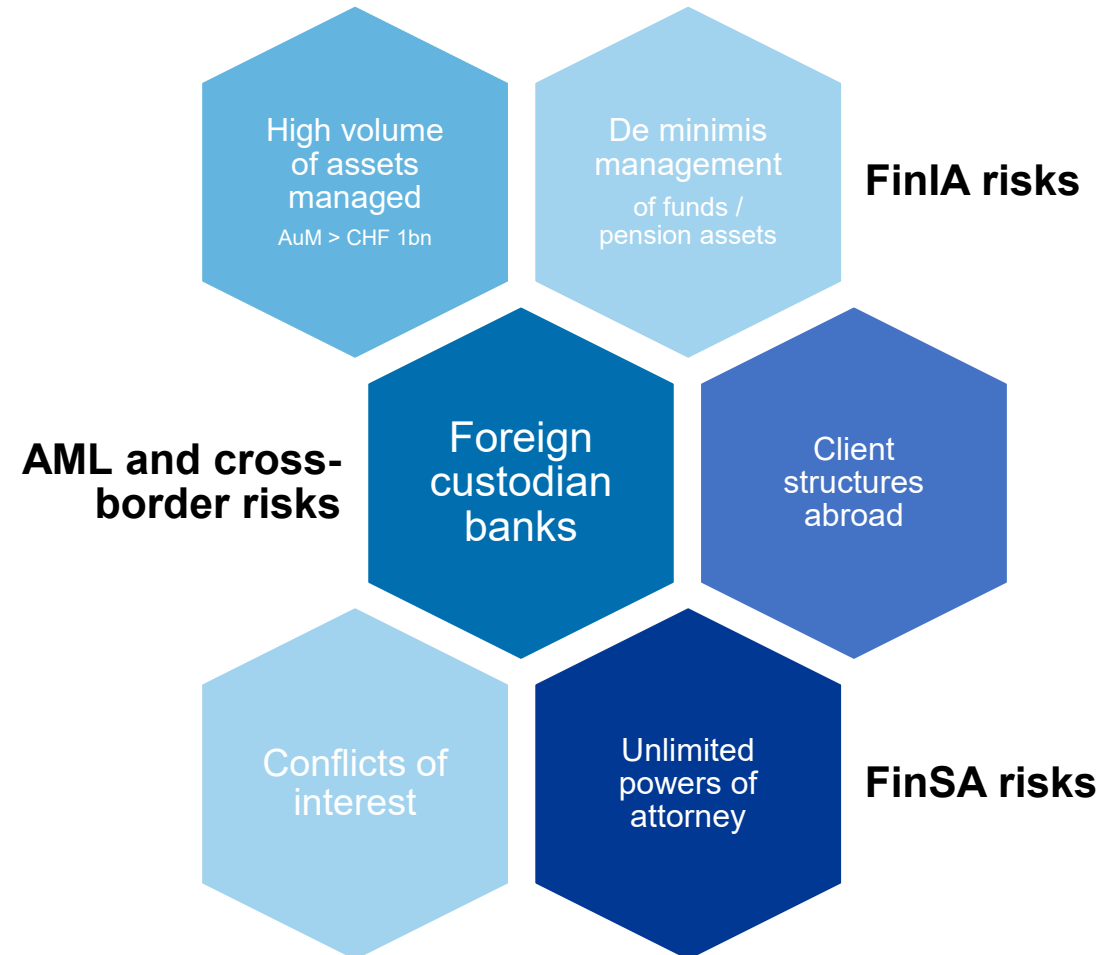 High volume
of assets
managed
AuM > CHF 1bn
De minimis
management
of funds /
pension assets
FinIA risks
AML and cross-
border risks
Foreign
custodian
banks
Client
structures
abroad
Conflicts of
interest
Unlimited
powers of
attorney
FinSA risks